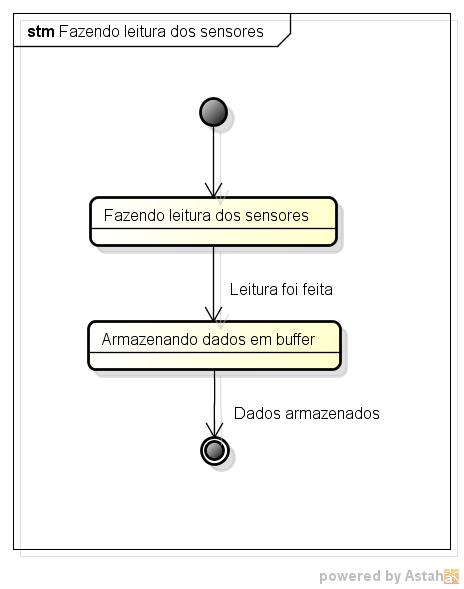 stm Fazendo leitura dos sensores
Fazendo leitura dos sensores
Leitura foi feita
Armazenando dados em buffer
Dados armazenados
powered by Astah